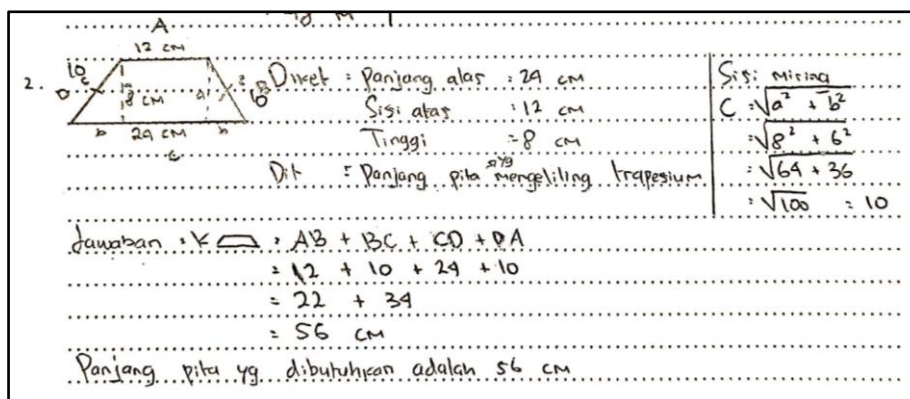 A
12 cm
2.
10
c
D
8 cm
a
c
10
B
b
24 cm
b
C
Diket : Panjang alas : 24 cm
Sisi atas : 12 cm
Tinggi = 8 cm
Dit = Panjang pita yg mengeliling trapesium
Sisi Miring
C = √a² + b²
= √8² + 6²
= √64 + 36
= √100 = 10
Jawaban : K : AB + BC + CD + DA
= 12 + 10 + 24 + 10
= 22 + 34
= 56 cm
Panjang pita yg dibutuhkan adalah 56 cm